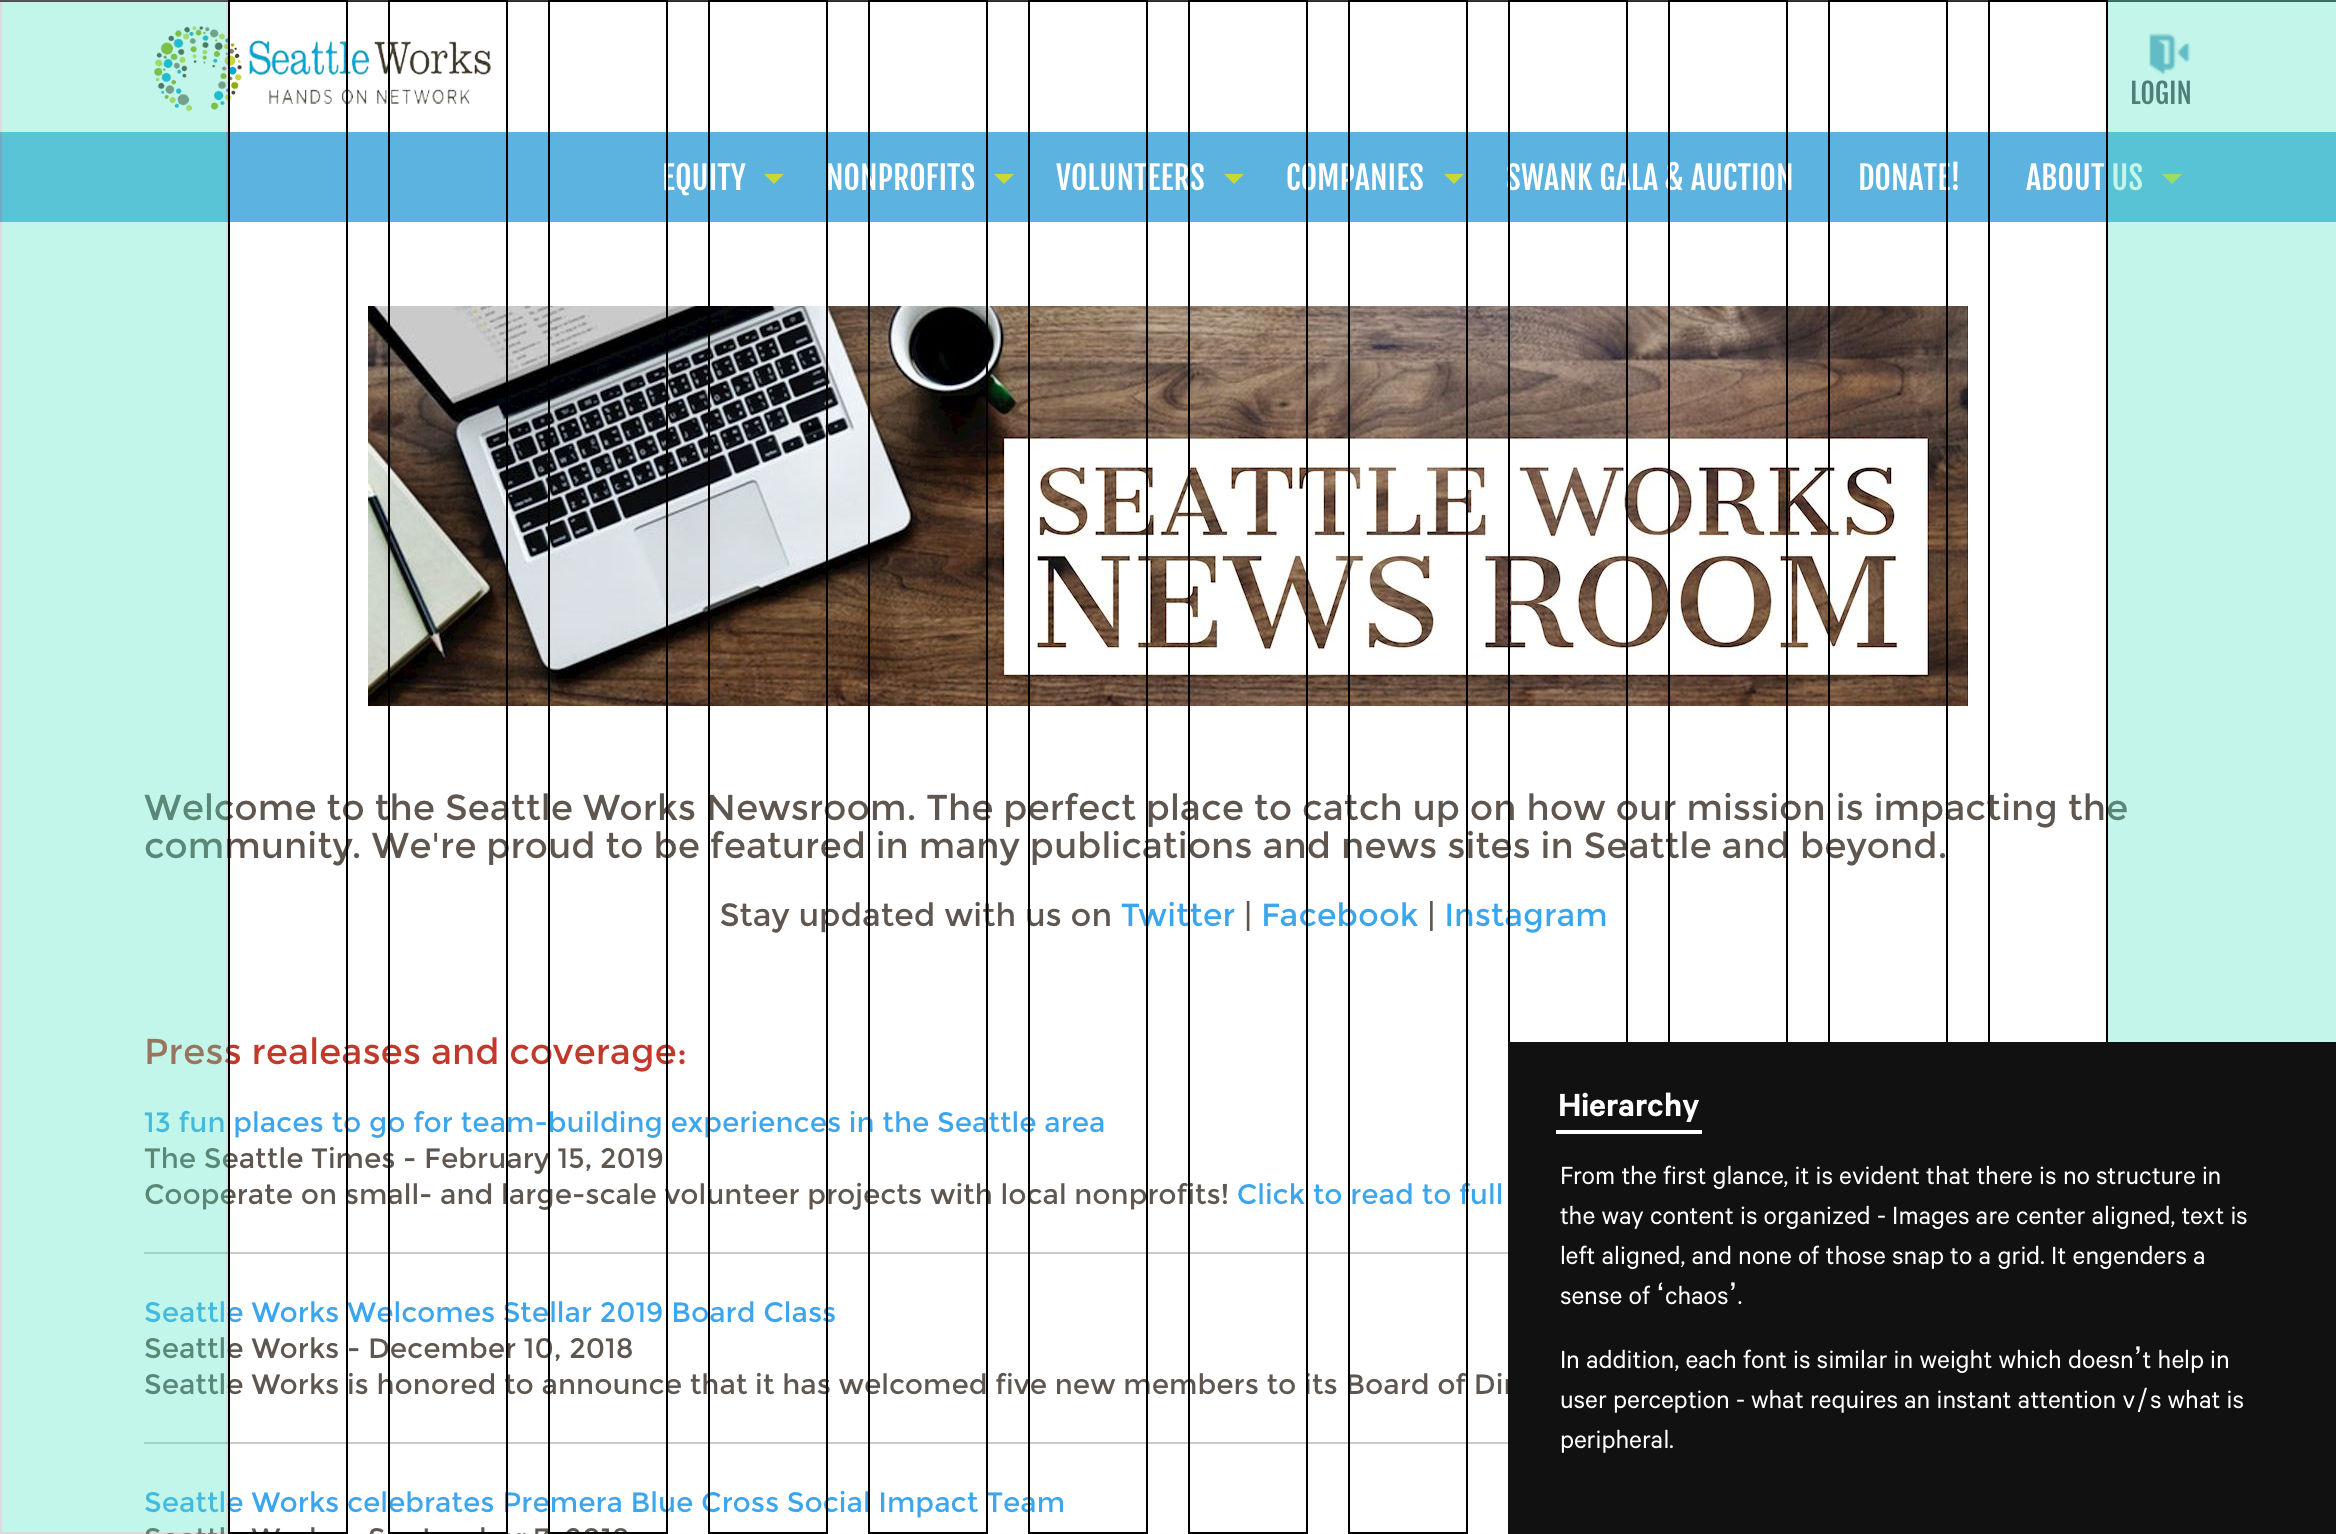 Seattle Works
HANDS ON NETWORK
LOGIN
EQUITY NONPROFITS VOLUNTEERS COMPANIES SWANK GALA & AUCTION DONATE! ABOUT US
SEATTLE WORKS
NEWS ROOM
Welcome to the Seattle Works Newsroom. The perfect place to catch up on how our mission is impacting the
community. We're proud to be featured in many publications and news sites in Seattle and beyond.
Stay updated with us on Twitter | Facebook | Instagram
Press realeases and coverage:
13 fun places to go for team-building experiences in the Seattle area
The Seattle Times - February 15, 2019
Cooperate on small- and large-scale volunteer projects with local nonprofits! Click to read to full
Seattle Works Welcomes Stellar 2019 Board Class
Seattle Works - December 10, 2018
Seattle Works is honored to announce that it has welcomed five new members to its Board of
Seattle Works celebrates Premera Blue Cross Social Impact Team
Hierarchy
From the first glance, it is evident that there is no structure in
the way content is organized - Images are center aligned, text is
left aligned, and none of those snap to a grid. It engenders a
sense of ‘chaos’.
In addition, each font is similar in weight which doesn’t help in
user perception - what requires an instant attention v/s what is
peripheral.